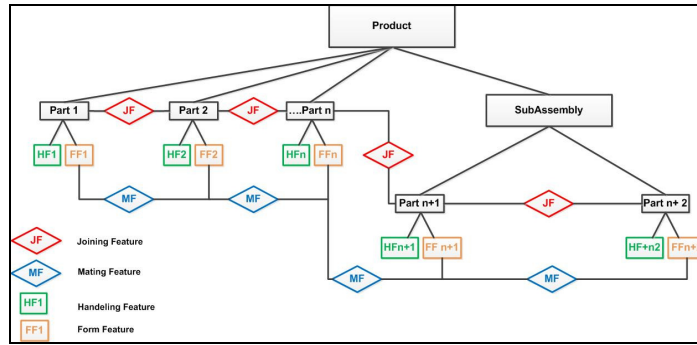 Product
Part 1
JF
Part 2
JF
....Part n
SubAssembly
HF1
FF1
HF2
FF2
HFn
FFn
JF
MF
MF
Part n+1
JF
Part n+ 2
JF
Joining Feature
HFn+1
FF n+1
HF+n2
FFn+2
MF
Mating Feature
MF
MF
HF1
Handeling Feature
FF1
Form Feature